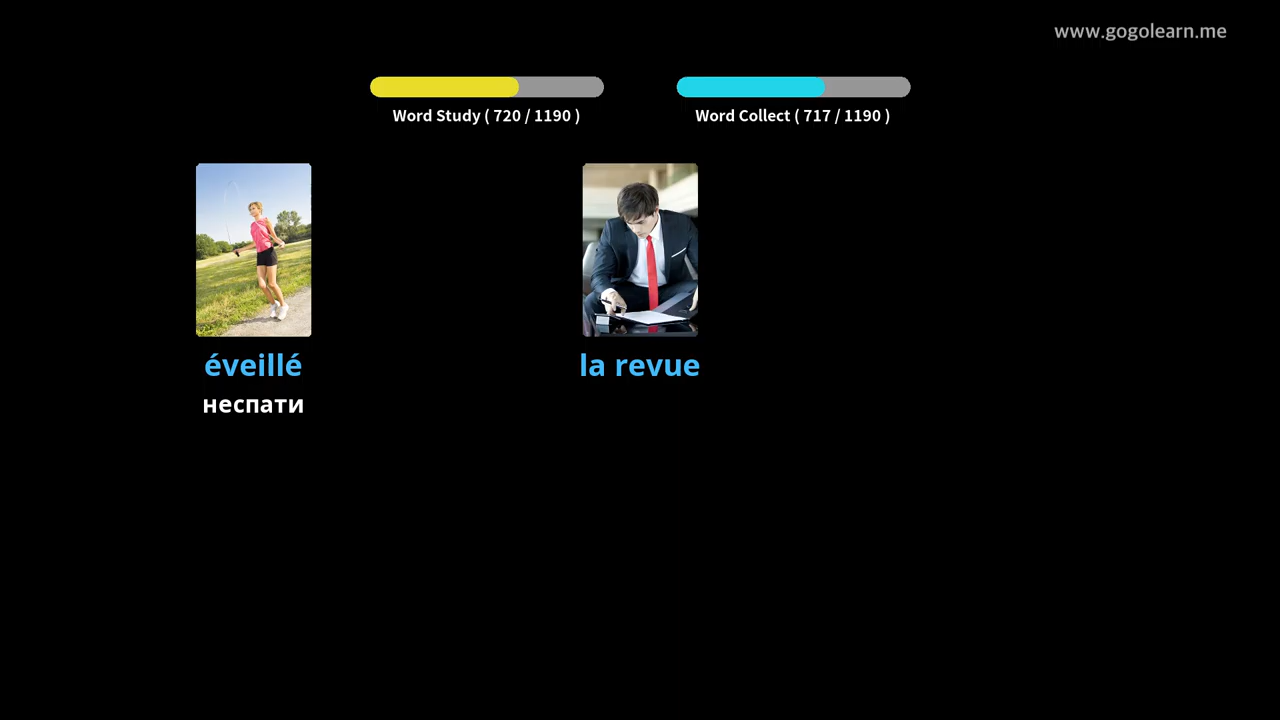 www.gogolearn.me
Word Study ( 720 / 1190 )
Word Collect ( 717 / 1190 )
éveillé
неспати
la revue